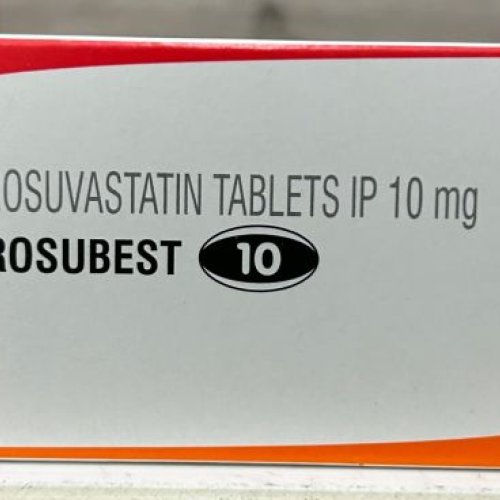 OSUVASTATIN TABLETS IP 10 mg
ROSUBEST 10